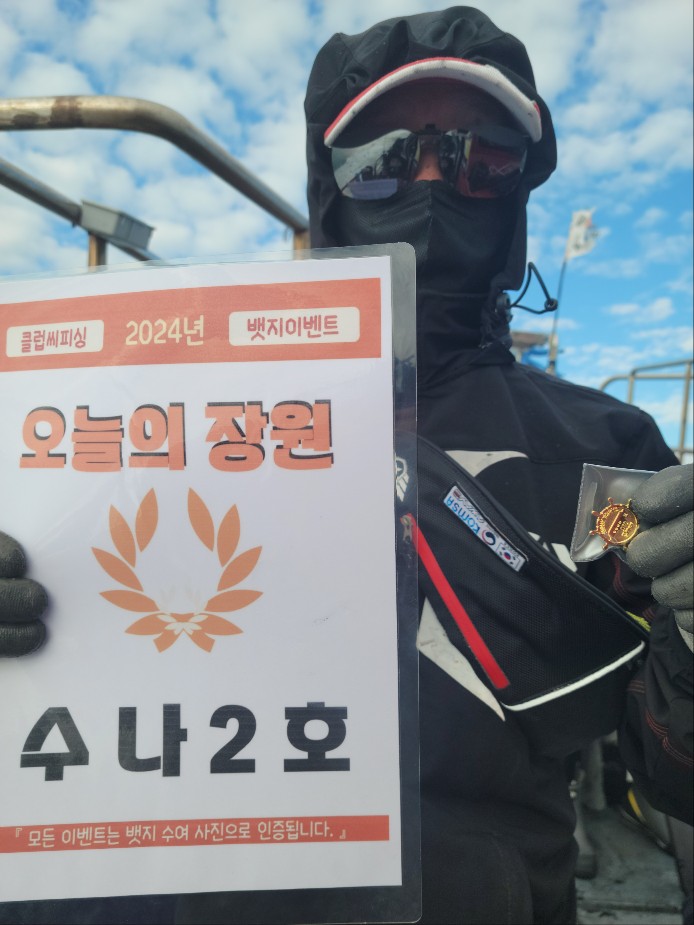 클럽씨피싱 2024년 뱃지이벤트
오늘의 장원
수나2호
『 모든 이벤트는 뱃지 수여 사진으로 인증됩니다. 』